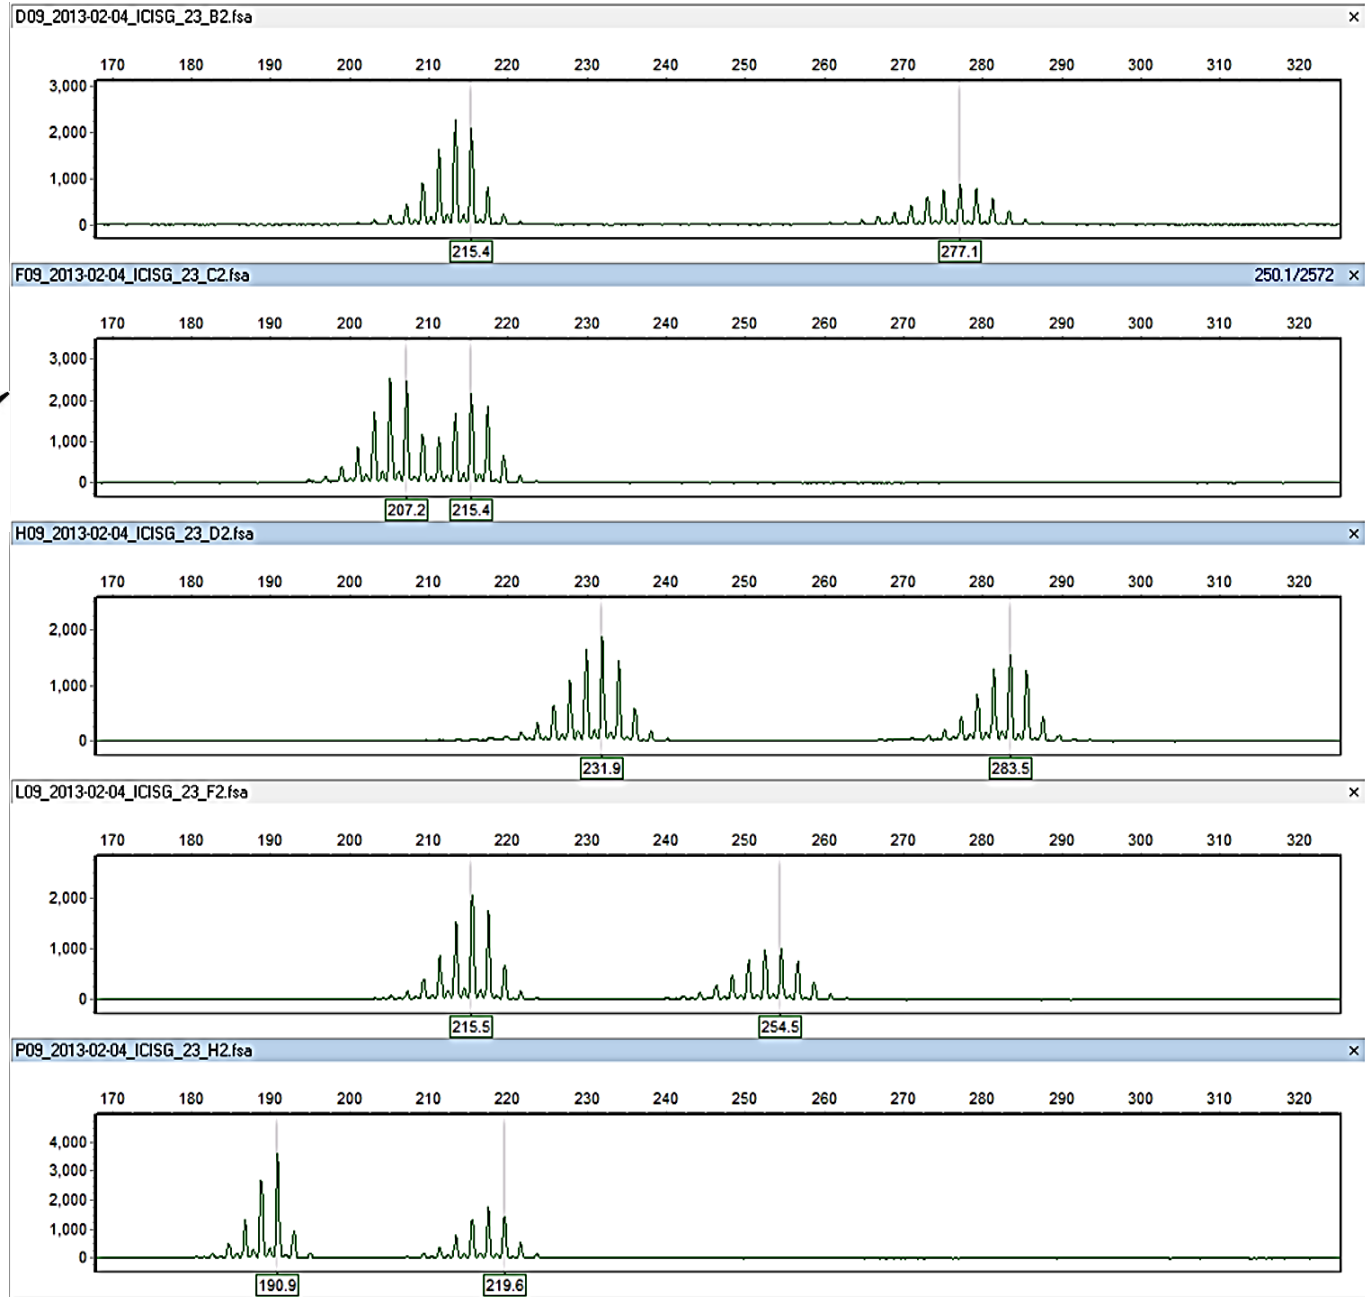 D09_2013-02-04_ICISG_23_B2.fsa ×
170 180 190 200 210 220 230 240 250 260 270 280 290 300 310 320
3,000
2,000
1,000
0
215.4 277.1
F09_2013-02-04_ICISG_23_C2.fsa 250.1/2572 ×
170 180 190 200 210 220 230 240 250 260 270 280 290 300 310 320
3,000
2,000
1,000
0
207.2 215.4
H09_2013-02-04_ICISG_23_D2.fsa ×
170 180 190 200 210 220 230 240 250 260 270 280 290 300 310 320
2,000
1,000
0
231.9 283.5
L09_2013-02-04_ICISG_23_F2.fsa ×
170 180 190 200 210 220 230 240 250 260 270 280 290 300 310 320
2,000
1,000
0
215.5 254.5
P09_2013-02-04_ICISG_23_H2.fsa ×
170 180 190 200 210 220 230 240 250 260 270 280 290 300 310 320
4,000
3,000
2,000
1,000
0
190.9 219.6